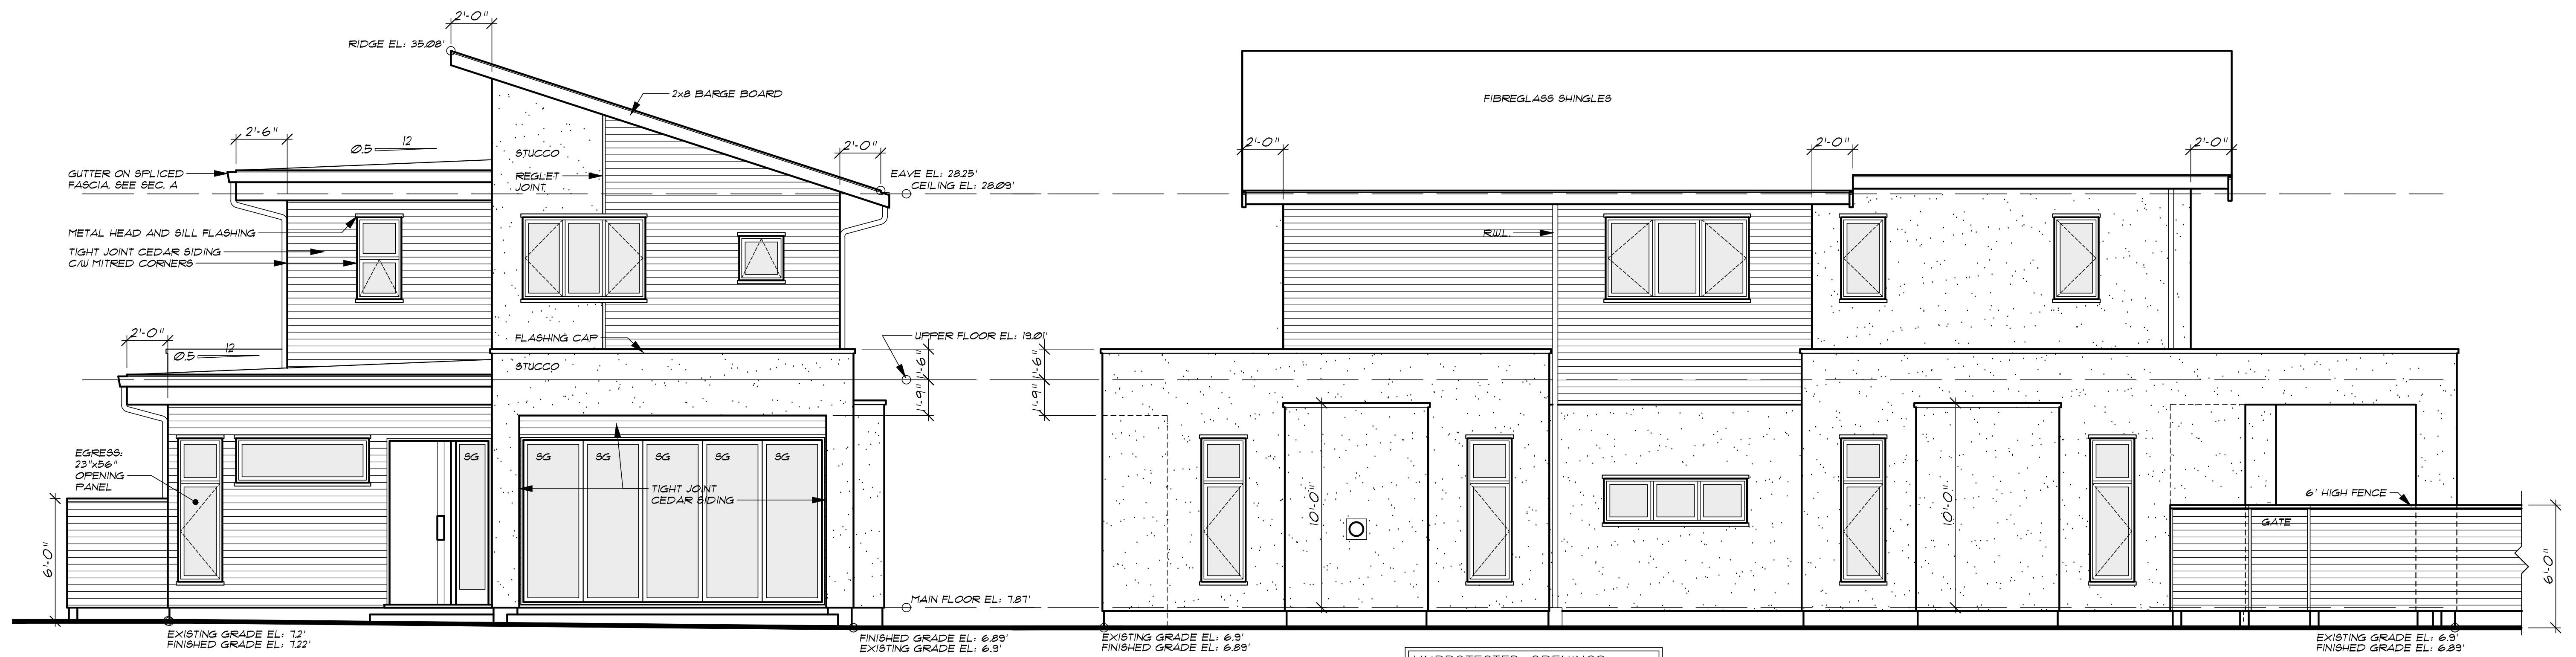 2'-0"
RIDGE EL: 35.08'
2x8 BARGE BOARD
2'-6"
12
0.5
STUCCO
2'-0"
GUTTER ON SPLICED
FASCIA. SEE SEC. A
REGLET
JOINT
EAVE EL: 28.25'
CEILING EL: 28.09'
METAL HEAD AND SILL FLASHING
TIGHT JOINT CEDAR SIDING
C/W MITRED CORNERS
2'-0"
12
0.5
FLASHING CAP
STUCCO
UPPER FLOOR EL: 19.01'
1'-6"
1'-9"
EGRESS:
23"x56"
OPENING
PANEL
SG
SG
SG
SG
SG
SG
TIGHT JOINT
CEDAR SIDING
6'-0"
MAIN FLOOR EL: 7.87'
EXISTING GRADE EL: 7.2'
FINISHED GRADE EL: 7.22'
FINISHED GRADE EL: 6.89'
EXISTING GRADE EL: 6.9'
FIBREGLASS SHINGLES
2'-0"
2'-0"
2'-0"
R.W.L.
1'-6"
1'-9"
10'-0"
10'-0"
6' HIGH FENCE
GATE
6'-0"
EXISTING GRADE EL: 6.9'
FINISHED GRADE EL: 6.89'
EXISTING GRADE EL: 6.9'
FINISHED GRADE EL: 6.89'
UNPROTECTED OPENINGS